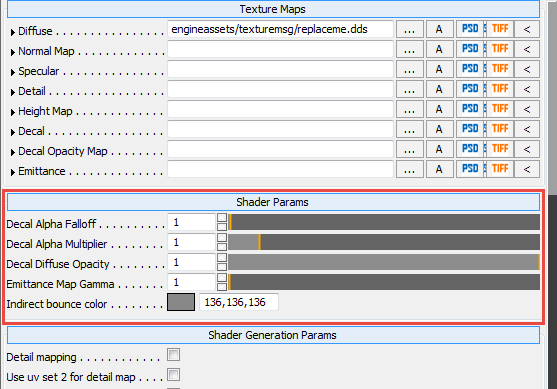 Texture Maps
Diffuse . . . . . . . . . . . . . . . engineassets/texturemsg/replaceme.dds ... A PSD TIFF <
Normal Map . . . . . . . . . . . ... A PSD TIFF <
Specular . . . . . . . . . . . . . . ... A PSD TIFF <
Detail . . . . . . . . . . . . . . . . ... A PSD TIFF <
Height Map . . . . . . . . . . . . ... A PSD TIFF <
Decal . . . . . . . . . . . . . . . . ... A PSD TIFF <
Decal Opacity Map . . . . . . . ... A PSD TIFF <
Emittance . . . . . . . . . . . . . ... A PSD TIFF <
Shader Params
Decal Alpha Falloff . . . . . . . . . 1
Decal Alpha Multiplier . . . . . . . 1
Decal Diffuse Opacity . . . . . . . 1
Emittance Map Gamma . . . . . . 1
Indirect bounce color . . . . . . . . 136,136,136
Shader Generation Params
Detail mapping . . . . . . . . . . . .
Use uv set 2 for detail map . . . .